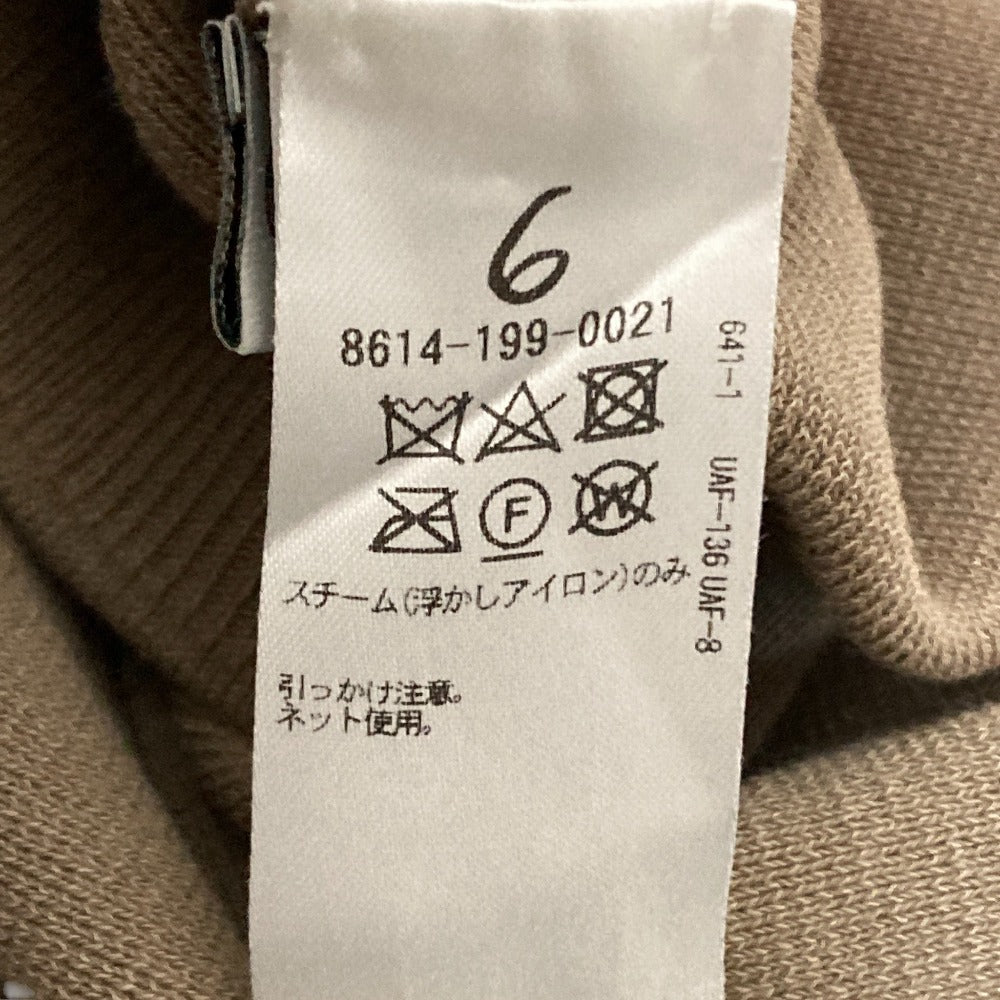 6
8614-199-0021
F
W
スチーム(浮かしアイロン)のみ
引っかけ注意。
ネット使用。
641-1 UAF-136 UAF-8